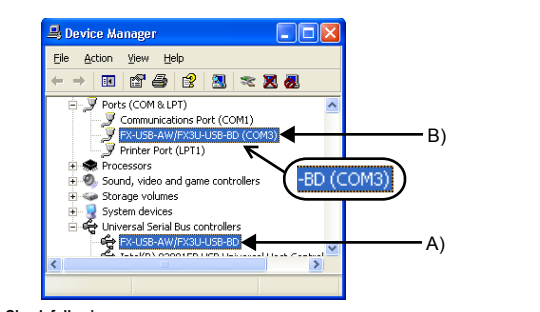 Device Manager
File Action View Help
Ports (COM & LPT)
Communications Port (COM1)
FX-USB-AW/FX3U-USB-BD (COM3)
B)
Printer Port (LPT1)
Processors
-BD (COM3)
Sound, video and game controllers
Storage volumes
System devices
Universal Serial Bus controllers
FX-USB-AW/FX3U-USB-BD
A)